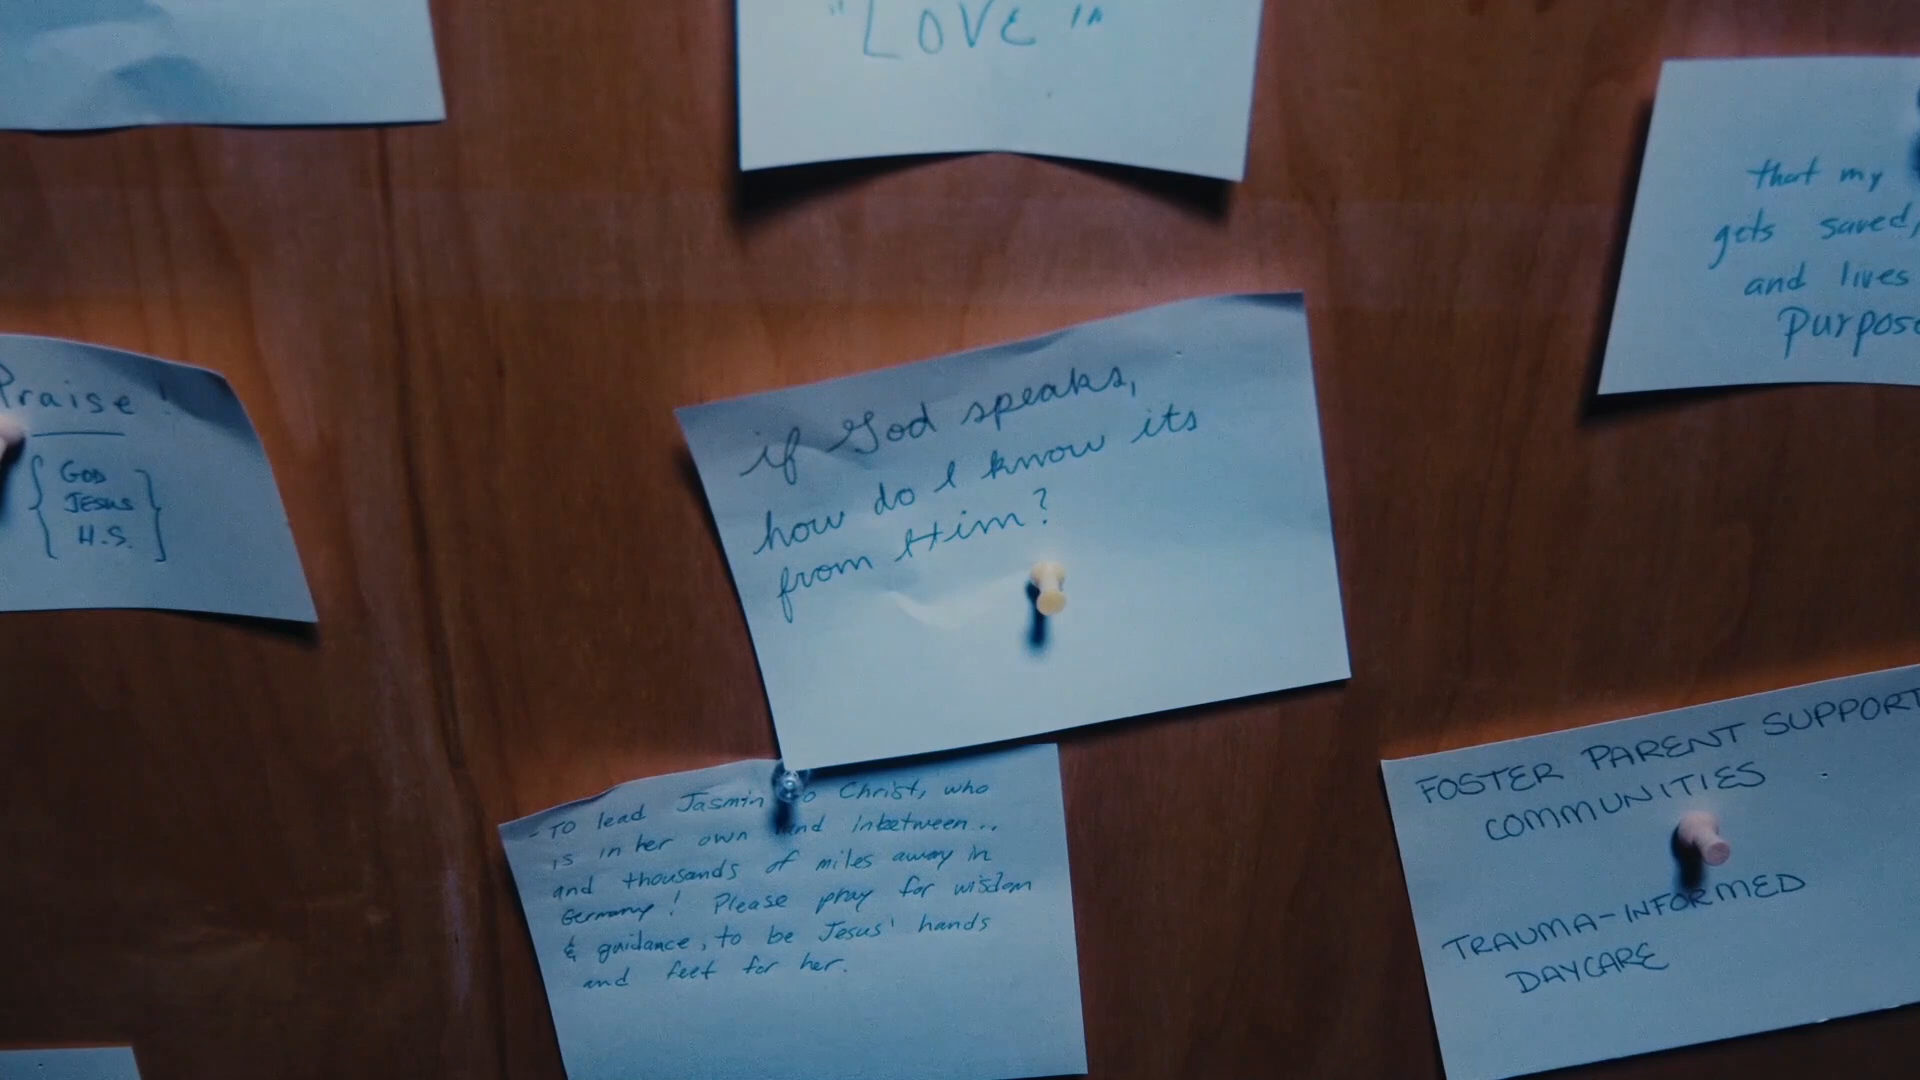 "LOVE" in
that my
gets saved,
and lives
Purpose
Praise!
GOD
JESUS
H.S.
if God speaks,
how do I know its
from Him?
- TO lead Jasmin to Christ, who
is in her own land inbetween...
and thousands of miles away in
Germany! Please pray for wisdom
& guidance, to be Jesus' hands
and feet for her.
FOSTER PARENT SUPPORT
COMMUNITIES
TRAUMA-INFORMED
DAYCARE